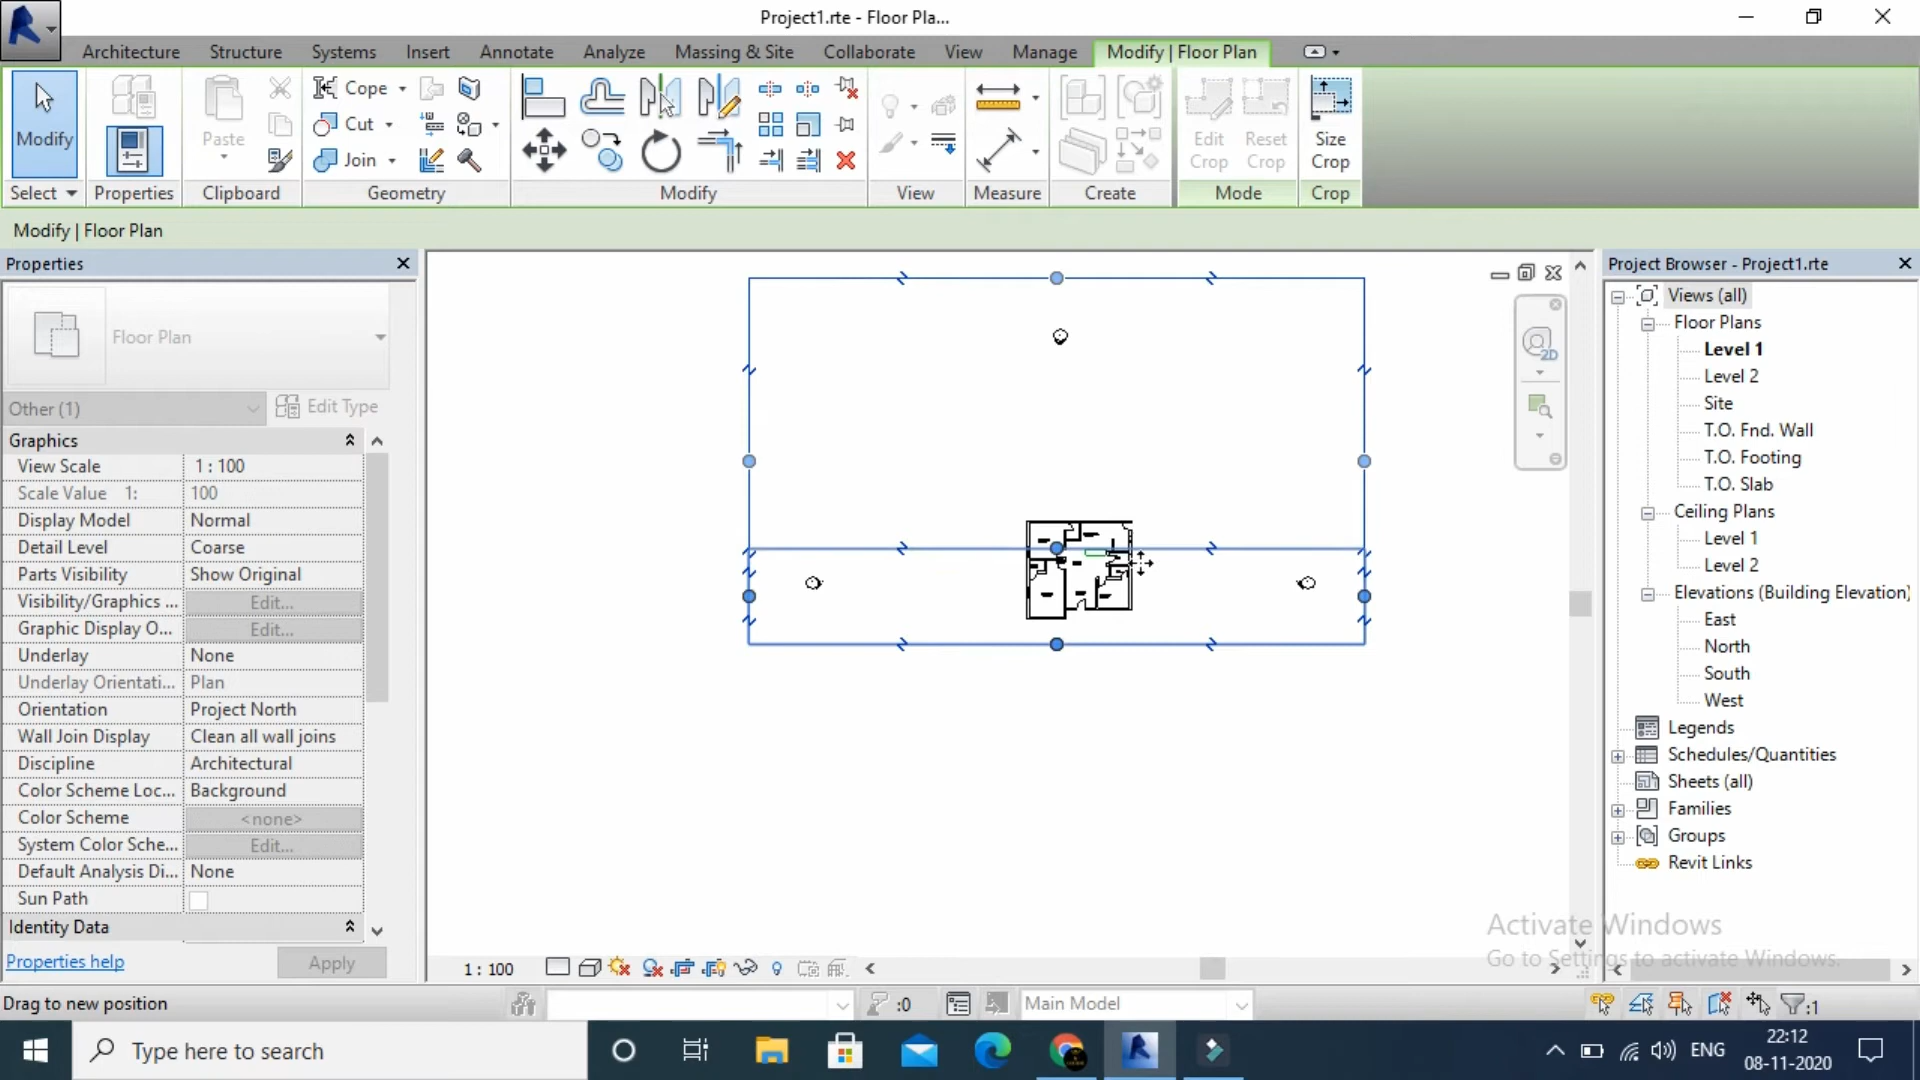 Project1.rte - Floor Pla...
Architecture Structure Systems Insert Annotate Analyze Massing & Site Collaborate View Manage Modify | Floor Plan
Modify
Paste
Cope
Cut
Join
Edit Crop
Reset Crop
Size Crop
Select Properties Clipboard Geometry Modify View Measure Create Mode Crop
Modify | Floor Plan
Properties
Floor Plan
Other (1) Edit Type
Graphics
View Scale 1 : 100
Scale Value 1: 100
Display Model Normal
Detail Level Coarse
Parts Visibility Show Original
Visibility/Graphics ... Edit...
Graphic Display O... Edit...
Underlay None
Underlay Orientati... Plan
Orientation Project North
Wall Join Display Clean all wall joins
Discipline Architectural
Color Scheme Loc... Background
Color Scheme <none>
System Color Sche... Edit...
Default Analysis Di... None
Sun Path
Identity Data
Properties help Apply
2D
1 : 100
Project Browser - Project1.rte
Views (all)
Floor Plans
Level 1
Level 2
Site
T.O. Fnd. Wall
T.O. Footing
T.O. Slab
Ceiling Plans
Level 1
Level 2
Elevations (Building Elevation)
East
North
South
West
Legends
Schedules/Quantities
Sheets (all)
Families
Groups
Revit Links
Activate Windows
Go to Settings to activate Windows.
Drag to new position :0 Main Model :1
Type here to search
ENG
22:12
08-11-2020